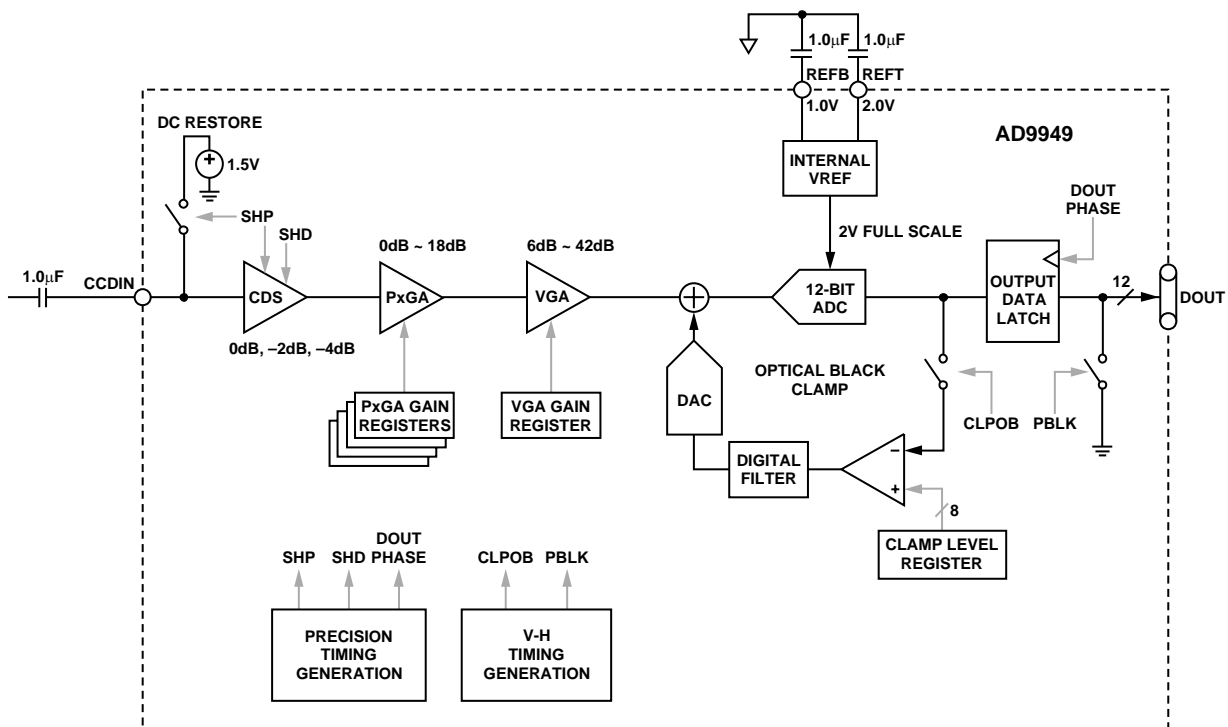 1.0μF 1.0μF
REFB REFT
1.0V 2.0V
DC RESTORE
AD9949
+
1.5V
INTERNAL
VREF
DOUT
PHASE
SHP
SHD
0dB ~ 18dB
6dB ~ 42dB
2V FULL SCALE
1.0μF
CCDIN
CDS
PxGA
VGA
+
12-BIT
ADC
OUTPUT
DATA
LATCH
12
DOUT
0dB, –2dB, –4dB
OPTICAL BLACK
CLAMP
DAC
PxGA GAIN
REGISTERS
VGA GAIN
REGISTER
CLPOB
PBLK
DIGITAL
FILTER
–
+
8
CLAMP LEVEL
REGISTER
SHP
SHD
DOUT
PHASE
CLPOB
PBLK
PRECISION
TIMING
GENERATION
V-H
TIMING
GENERATION